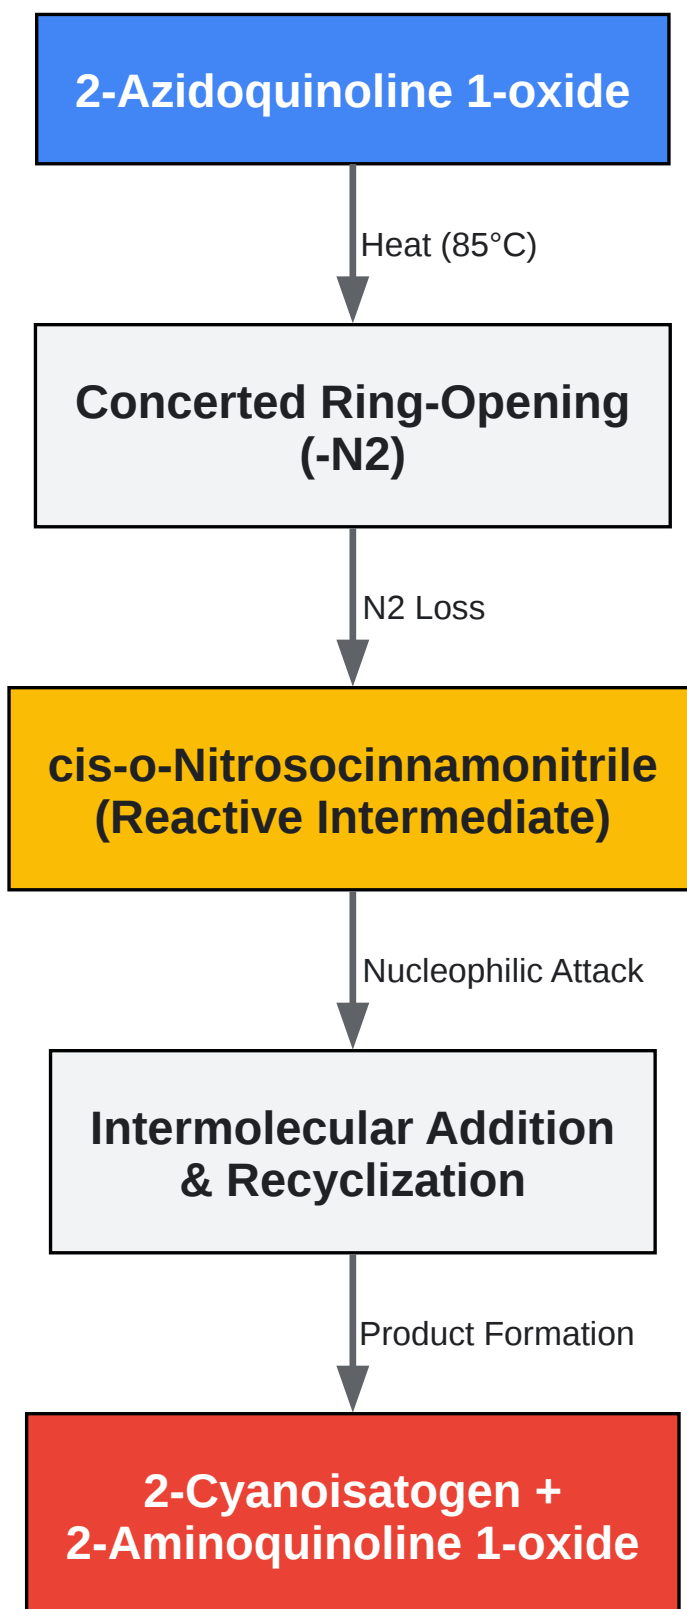 2-Azidoquinoline 1-oxide
Heat (85°C)
Concerted Ring-Opening
(-N2)
N2 Loss
cis-o-Nitrosocinnamonitrile
(Reactive Intermediate)
Nucleophilic Attack
Intermolecular Addition
& Recyclization
Product Formation
2-Cyanoisatogen +
2-Aminoquinoline 1-oxide